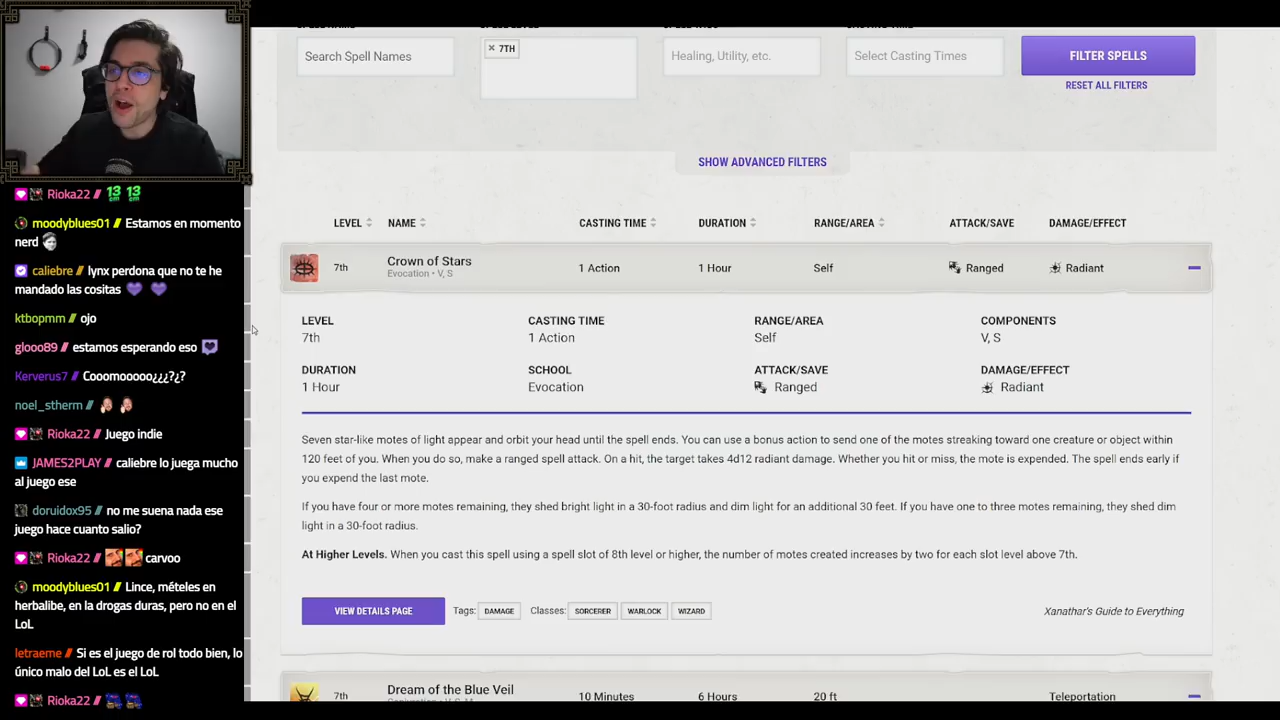 Search Spell Names
× 7TH
Healing, Utility, etc.
Select Casting Times
FILTER SPELLS
RESET ALL FILTERS
SHOW ADVANCED FILTERS
LEVEL NAME CASTING TIME DURATION RANGE/AREA ATTACK/SAVE DAMAGE/EFFECT
7th Crown of Stars 1 Action 1 Hour Self Ranged Radiant
Evocation • V, S
LEVEL CASTING TIME RANGE/AREA COMPONENTS
7th 1 Action Self V, S
DURATION SCHOOL ATTACK/SAVE DAMAGE/EFFECT
1 Hour Evocation Ranged Radiant
Seven star-like motes of light appear and orbit your head until the spell ends. You can use a bonus action to send one of the motes streaking toward one creature or object within
120 feet of you. When you do so, make a ranged spell attack. On a hit, the target takes 4d12 radiant damage. Whether you hit or miss, the mote is expended. The spell ends early if
you expend the last mote.
If you have four or more motes remaining, they shed bright light in a 30-foot radius and dim light for an additional 30 feet. If you have one to three motes remaining, they shed dim
light in a 30-foot radius.
At Higher Levels. When you cast this spell using a spell slot of 8th level or higher, the number of motes created increases by two for each slot level above 7th.
VIEW DETAILS PAGE Tags: DAMAGE Classes: SORCERER WARLOCK WIZARD Xanathar's Guide to Everything
7th Dream of the Blue Veil 10 Minutes 6 Hours 20 ft Teleportation
Rioka22 // 13 cm 13 cm
moodyblues01 // Estamos en momento
nerd
caliebre // lynx perdona que no te he
mandado las cositas
ktbopmm // ojo
glooo89 // estamos esperando eso
Kerverus7 // Cooomooooo¿¿¿?¿?
noel_stherm //
Rioka22 // Juego indie
JAMES2PLAY // caliebre lo juega mucho
al juego ese
doruidox95 // no me suena nada ese
juego hace cuanto salio?
Rioka22 // carvoo
moodyblues01 // Lince, mételes en
herbalibe, en la drogas duras, pero no en el
LoL
letraeme // Si es el juego de rol todo bien, lo
único malo del LoL es el LoL
Rioka22 //